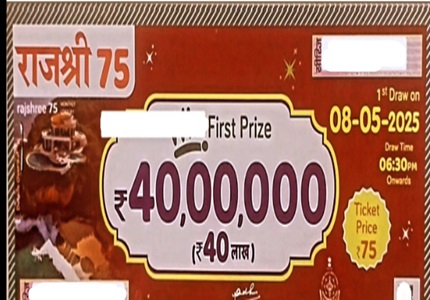 राजश्री 75
rajshree 75
1st Draw on
08-05-2025
Draw Time
06:30PM
Onwards
First Prize
₹40,00,000
(₹40 लाख)
Ticket
Price
₹75